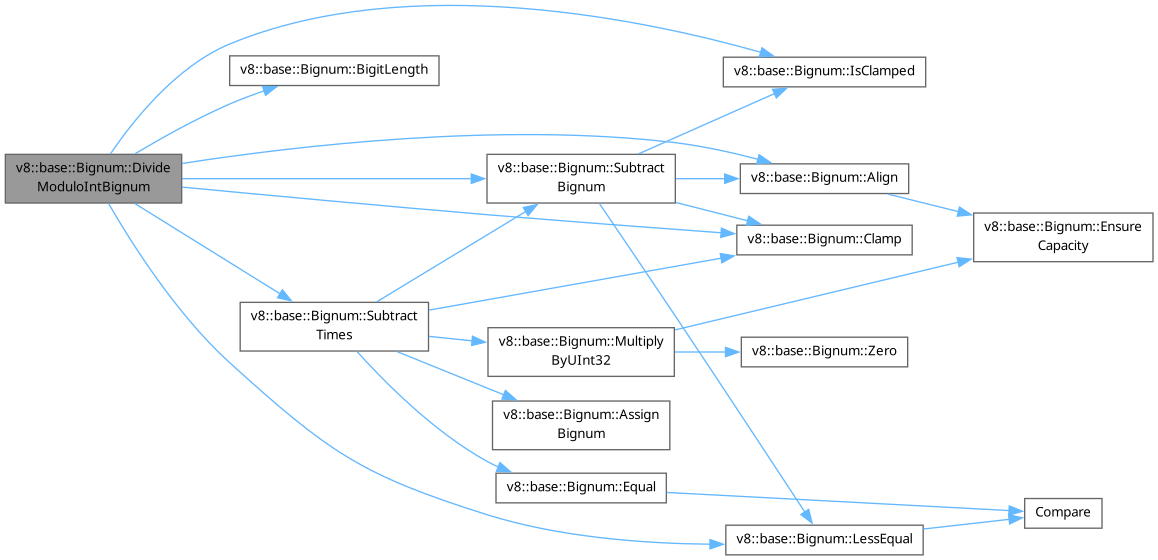 v8::base::Bignum::Divide
ModuloIntBignum
v8::base::Bignum::BigitLength
v8::base::Bignum::IsClamped
v8::base::Bignum::Subtract
Bignum
v8::base::Bignum::Align
v8::base::Bignum::Clamp
v8::base::Bignum::Ensure
Capacity
v8::base::Bignum::Subtract
Times
v8::base::Bignum::Multiply
ByUInt32
v8::base::Bignum::Zero
v8::base::Bignum::Assign
Bignum
v8::base::Bignum::Equal
Compare
v8::base::Bignum::LessEqual